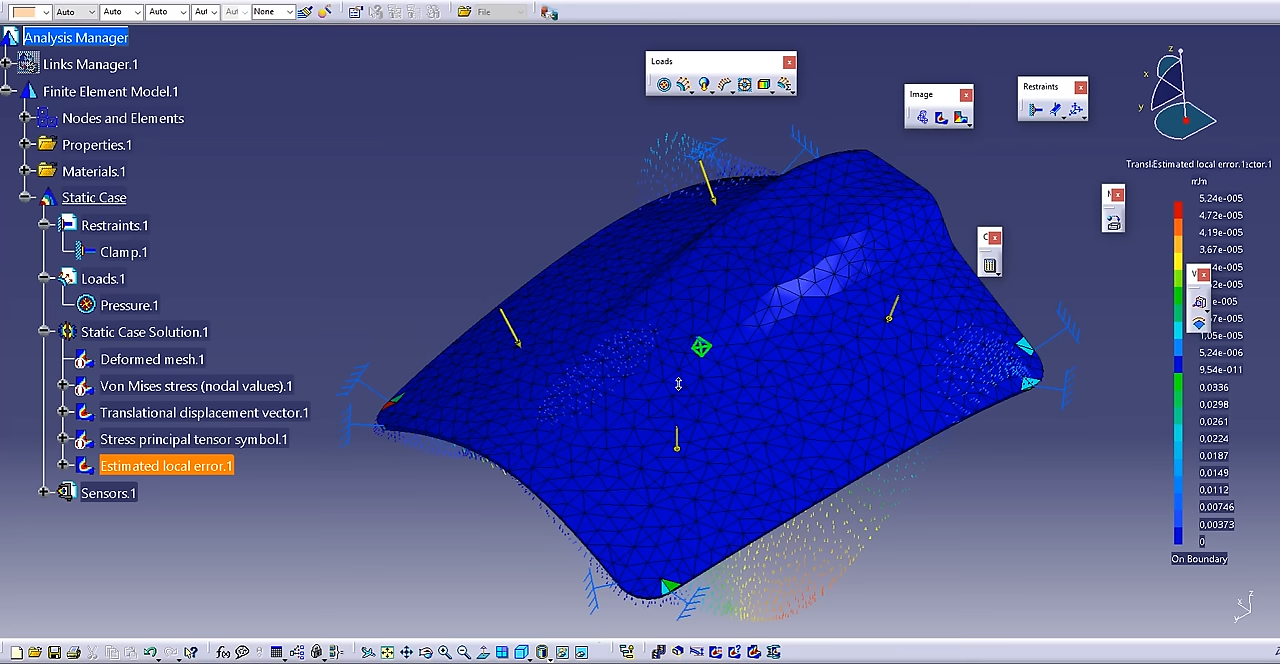 Auto Auto Auto Aut Aut None File
Analysis Manager
Links Manager.1
Finite Element Model.1
Nodes and Elements
Properties.1
Materials.1
Static Case
Restraints.1
Clamp.1
Loads.1
Pressure.1
Static Case Solution.1
Deformed mesh.1
Von Mises stress (nodal values).1
Translational displacement vector.1
Stress principal tensor symbol.1
Estimated local error.1
Sensors.1
Loads
Image
Restraints
z
x
y
Estimated local error.1
5,24e-005
4,72e-005
4,19e-005
3,67e-005
4e-005
2e-005
e-005
7e-005
1,05e-005
5,24e-006
9,54e-011
0,0336
0,0298
0,0261
0,0224
0,0187
0,0149
0,0112
0,00746
0,00373
0
On Boundary
z
x
y